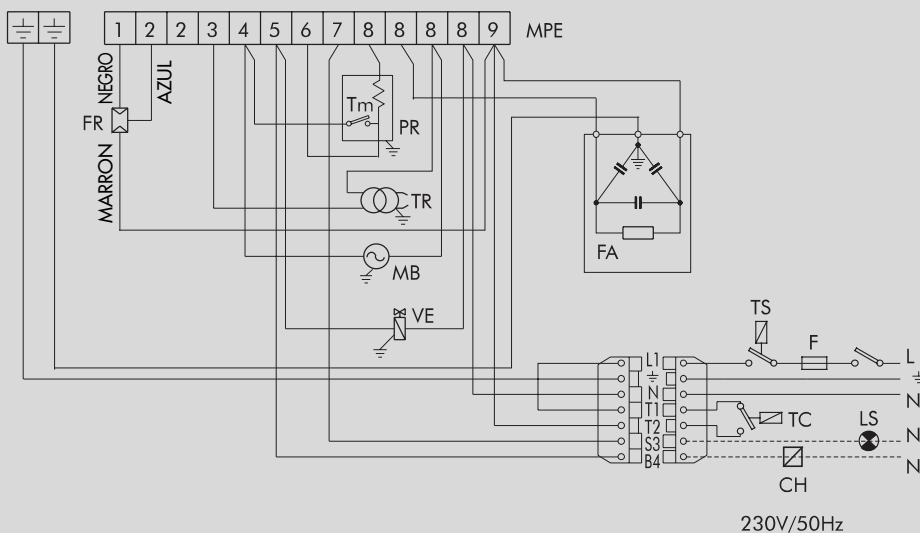 1 2 2 3 4 5 6 7 8 8 8 8 9 MPE
NEGRO
AZUL
FR
MARRON
Tm
PR
TR
MB
VE
FA
TS
F
L
L1
N
N
T1
TC
T2
LS
S3
N
B4
N
CH
230V/50Hz